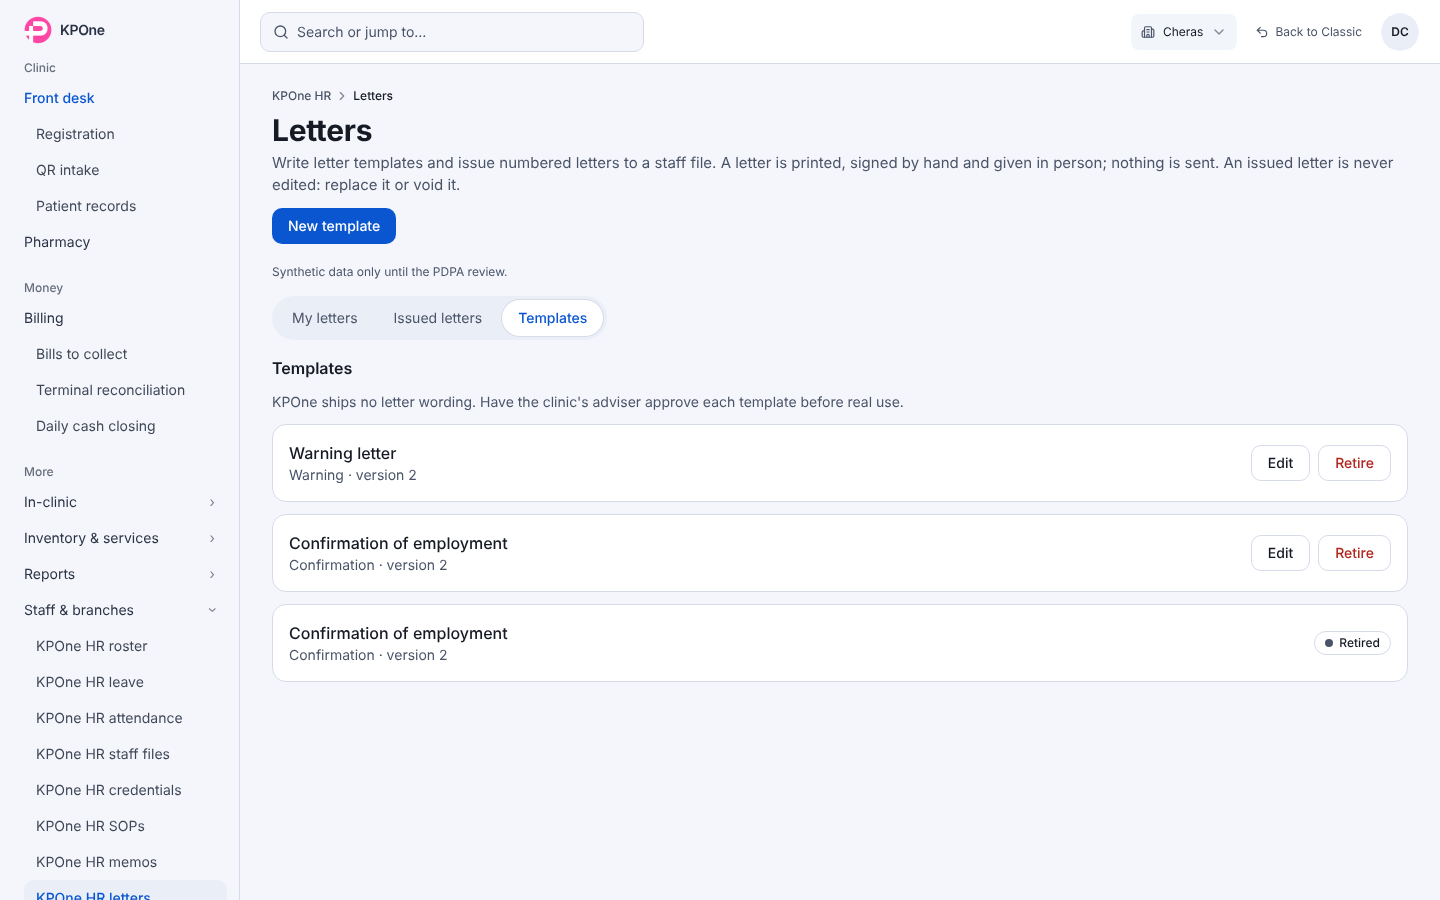 KPOne
Clinic
Front desk
Registration
QR intake
Patient records
Pharmacy
Money
Billing
Bills to collect
Terminal reconciliation
Daily cash closing
More
In-clinic
Inventory & services
Reports
Staff & branches
KPOne HR roster
KPOne HR leave
KPOne HR attendance
KPOne HR staff files
KPOne HR credentials
KPOne HR SOPs
KPOne HR memos
KPOne HR letters
Search or jump to...
Cheras
Back to Classic
DC
KPOne HR > Letters
Letters
Write letter templates and issue numbered letters to a staff file. A letter is printed, signed by hand and given in person; nothing is sent. An issued letter is never
edited: replace it or void it.
New template
Synthetic data only until the PDPA review.
My letters Issued letters Templates
Templates
KPOne ships no letter wording. Have the clinic's adviser approve each template before real use.
Warning letter
Warning · version 2
Edit Retire
Confirmation of employment
Confirmation · version 2
Edit Retire
Confirmation of employment
Confirmation · version 2
Retired